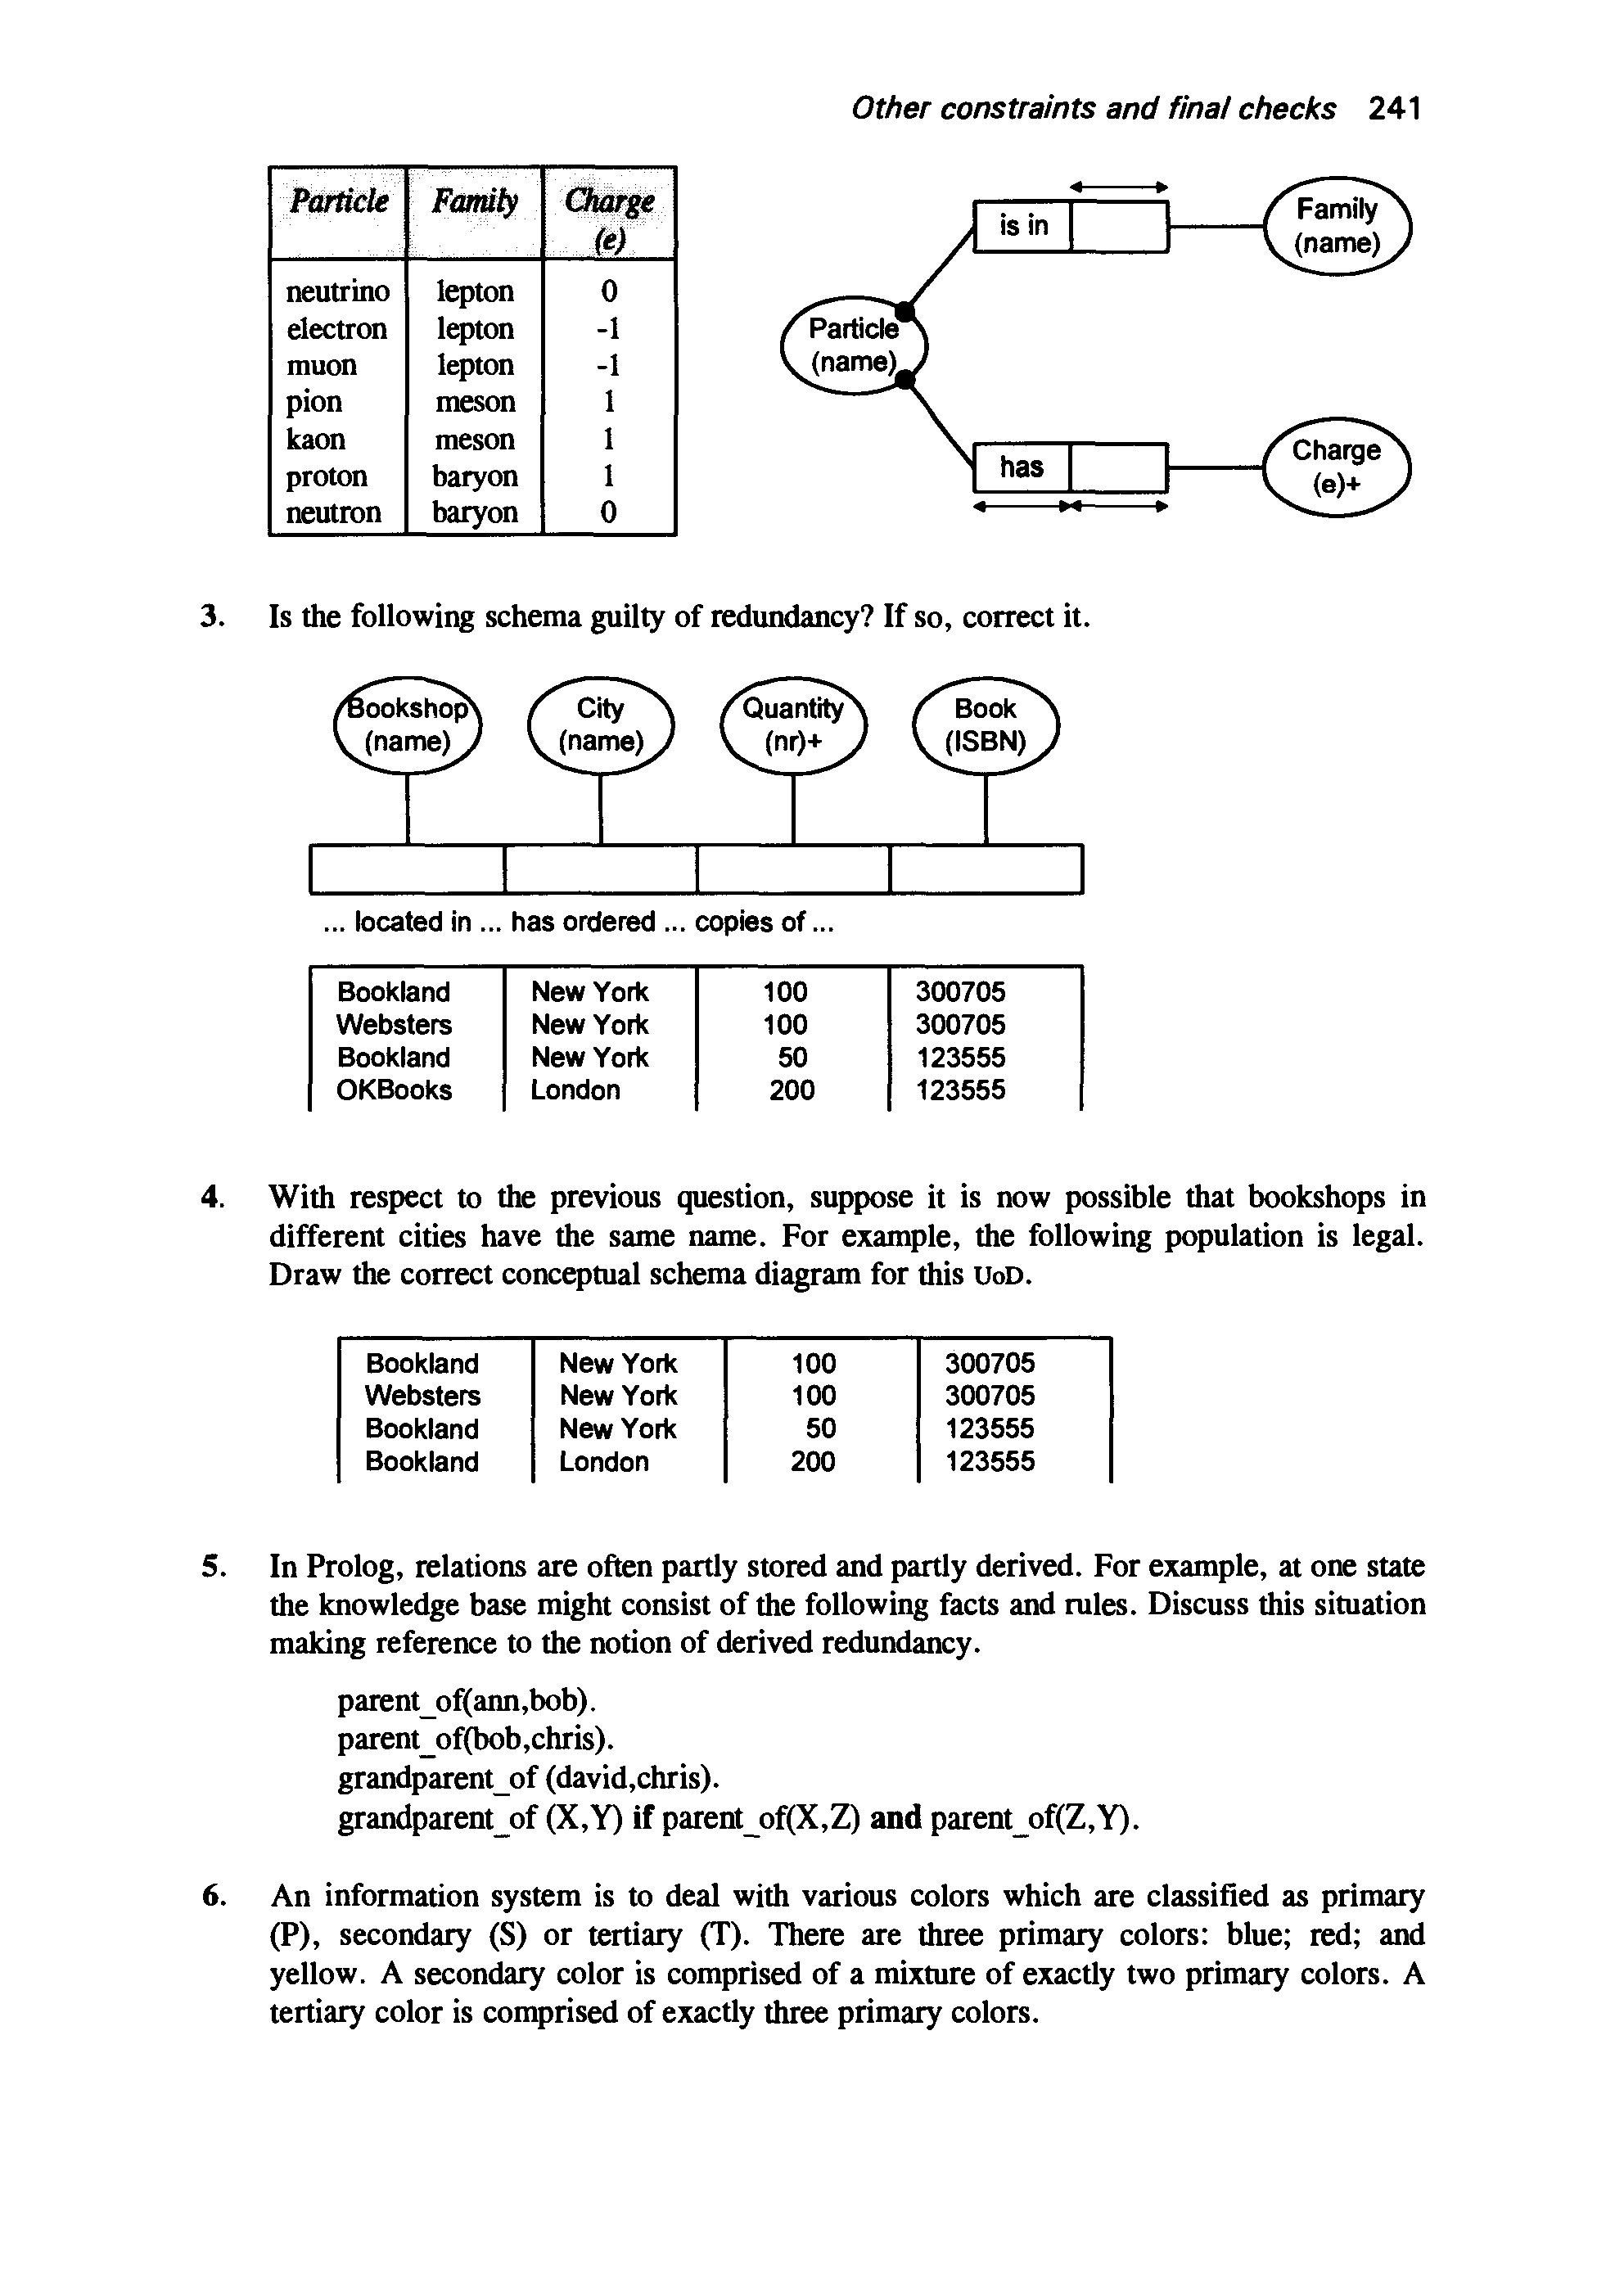 Other constraints and final checks 241
Particle Family Charge
(e)
neutrino lepton 0
electron lepton -1
muon lepton -1
pion meson 1
kaon meson 1
proton baryon 1
neutron baryon 0
is in
Family
(name)
Particle
(name)
has
Charge
(e)+
3. Is the following schema guilty of redundancy? If so, correct it.
Bookshop City Quantity Book
(name) (name) (nr)+ (ISBN)
... located in ... has ordered ... copies of ...
Bookland New York 100 300705
Websters New York 100 300705
Bookland New York 50 123555
OKBooks London 200 123555
4. With respect to the previous question, suppose it is now possible that bookshops in
different cities have the same name. For example, the following population is legal.
Draw the correct conceptual schema diagram for this UoD.
Bookland New York 100 300705
Websters New York 100 300705
Bookland New York 50 123555
Bookland London 200 123555
5. In Prolog, relations are often partly stored and partly derived. For example, at one state
the knowledge base might consist of the following facts and rules. Discuss this situation
making reference to the notion of derived redundancy.
parent_of(ann,bob).
parent_of(bob,chris).
grandparent_of (david,chris).
grandparent_of (X,Y) if parent_of(X,Z) and parent_of(Z,Y).
6. An information system is to deal with various colors which are classified as primary
(P), secondary (S) or tertiary (T). There are three primary colors: blue; red; and
yellow. A secondary color is comprised of a mixture of exactly two primary colors. A
tertiary color is comprised of exactly three primary colors.